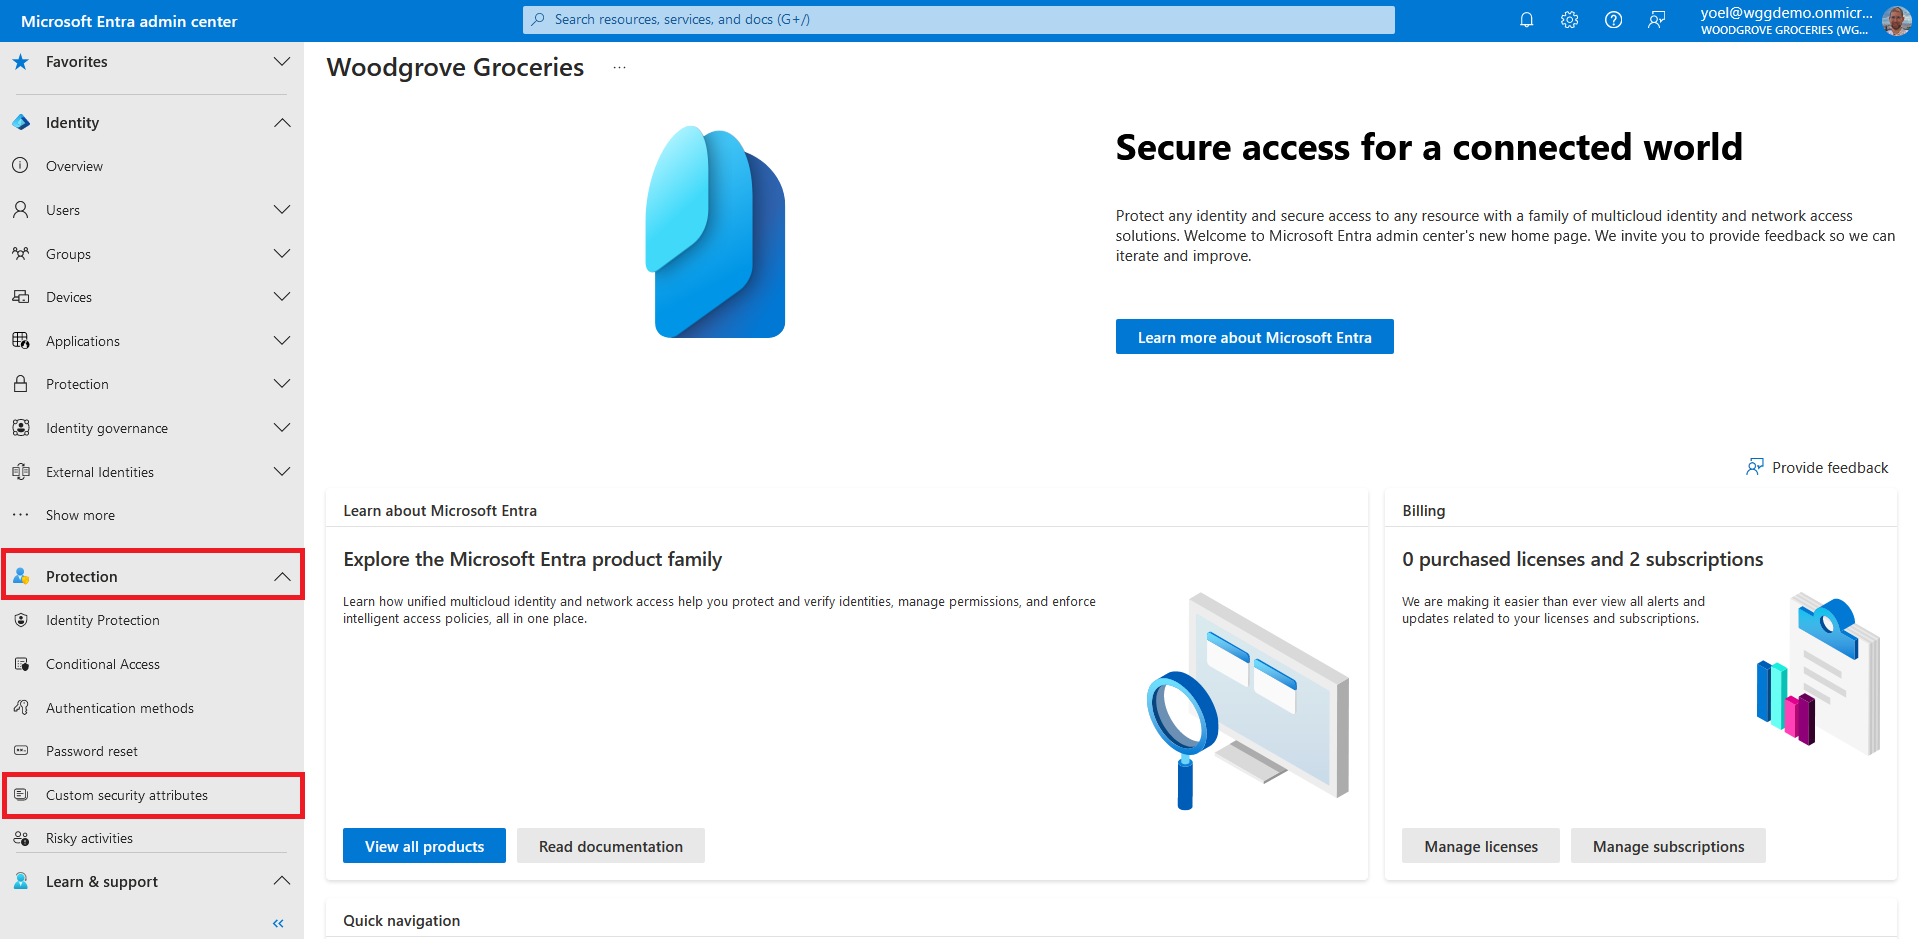 Microsoft Entra admin center
Search resources, services, and docs (G+/)
yoel@wggdemo.onmicr...
WOODGROVE GROCERIES (WG...
Favorites
Identity
Overview
Users
Groups
Devices
Applications
Protection
Identity governance
External Identities
Show more
Protection
Identity Protection
Conditional Access
Authentication methods
Password reset
Custom security attributes
Risky activities
Learn & support
Woodgrove Groceries
Secure access for a connected world
Protect any identity and secure access to any resource with a family of multicloud identity and network access
solutions. Welcome to Microsoft Entra admin center's new home page. We invite you to provide feedback so we can
iterate and improve.
Learn more about Microsoft Entra
Provide feedback
Learn about Microsoft Entra
Explore the Microsoft Entra product family
Learn how unified multicloud identity and network access help you protect and verify identities, manage permissions, and enforce
intelligent access policies, all in one place.
View all products
Read documentation
Billing
0 purchased licenses and 2 subscriptions
We are making it easier than ever view all alerts and
updates related to your licenses and subscriptions.
Manage licenses
Manage subscriptions
Quick navigation